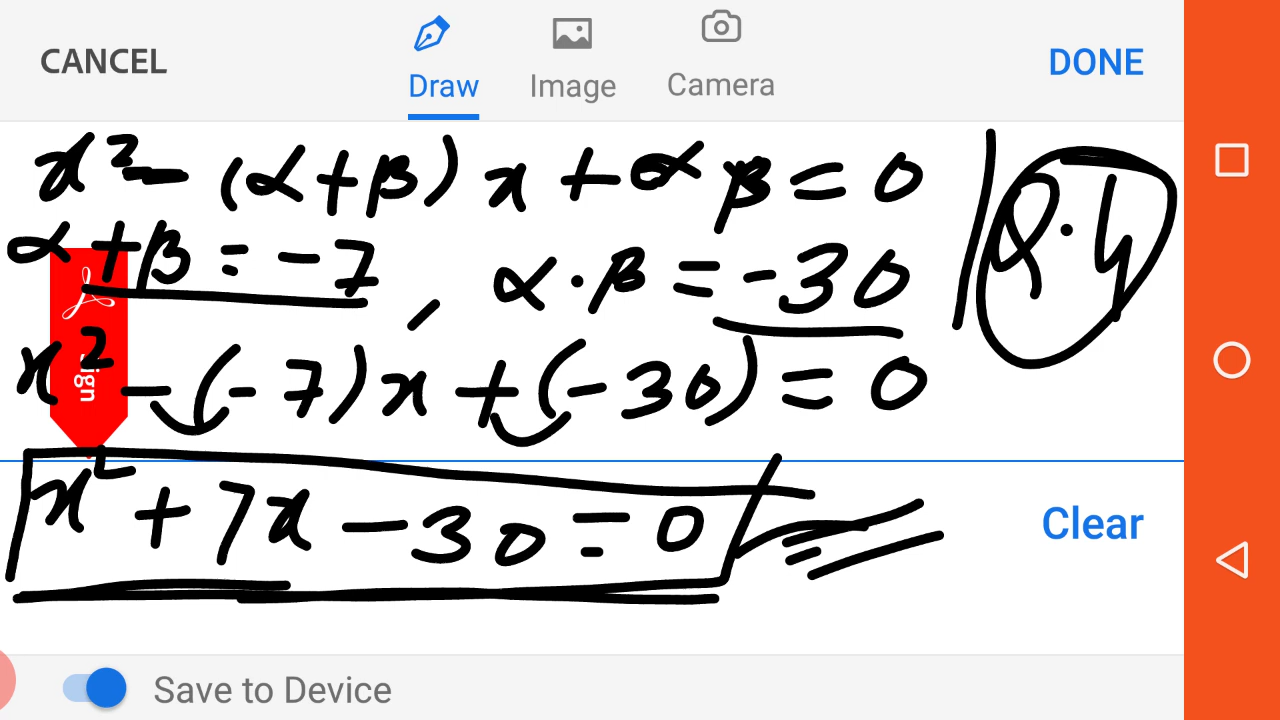 CANCEL
Draw
Image
Camera
DONE
x² - (α+β) x + αβ = 0
α+β = -7, α·β = -30
x² - (-7) x + (-30) = 0
x² + 7x - 30 = 0
Q.4
ign
Clear
Save to Device